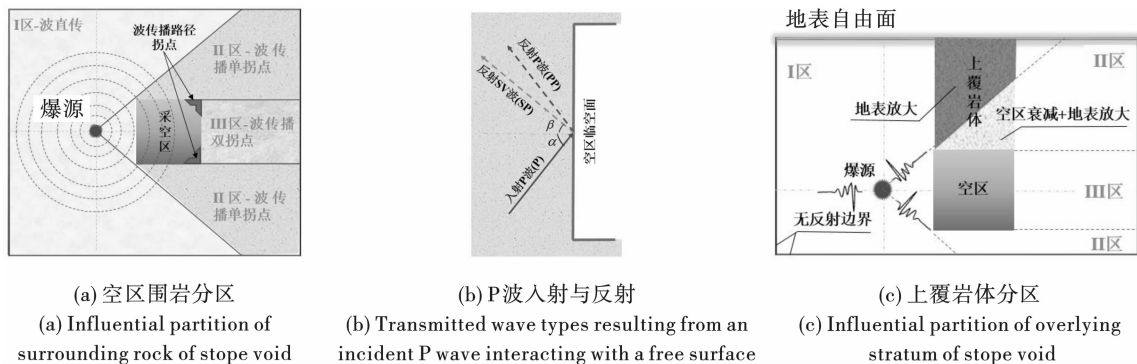 I区-波直传
波传播路径
拐点
II区-波传
播单拐点
爆源
采空区
III区-波传播
双拐点
II区-波传
播单拐点
(a) 空区围岩分区
(a) Influential partition of
surrounding rock of stope void
反射P波(PP)
反射SV波(SP)
β
α
入射P波(P)
空区临空面
(b) P波入射与反射
(b) Transmitted wave types resulting from an
incident P wave interacting with a free surface
地表自由面
I区
上覆岩体
II区
地表放大
空区衰减+地表放大
爆源
空区
III区
无反射边界
II区
(c) 上覆岩体分区
(c) Influential partition of overlying
stratum of stope void